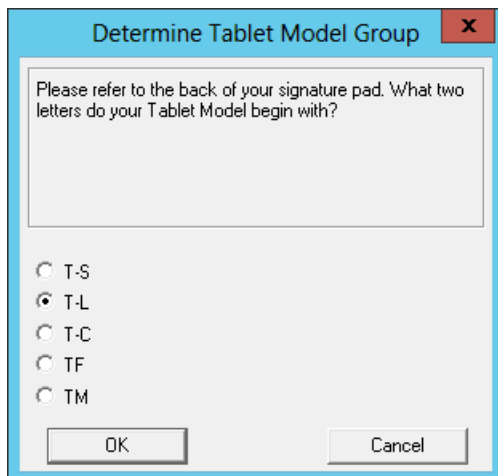 Determine Tablet Model Group
x
Please refer to the back of your signature pad. What two
letters do your Tablet Model begin with?
T-S
T-L
T-C
TF
TM
OK Cancel